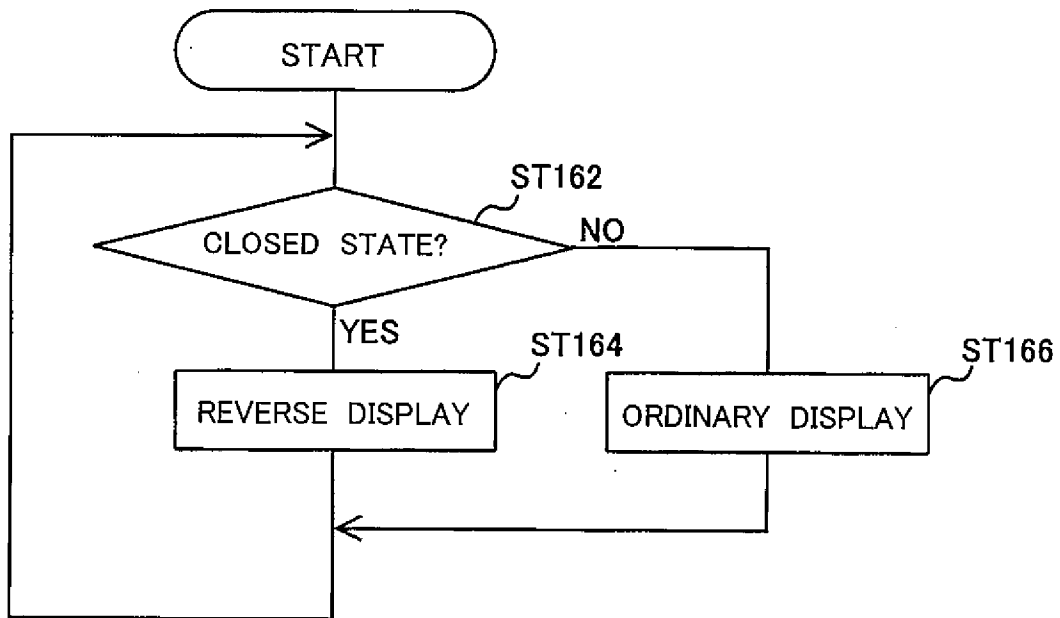 START
ST162
CLOSED STATE?
NO
YES
ST164
ST166
REVERSE DISPLAY
ORDINARY DISPLAY